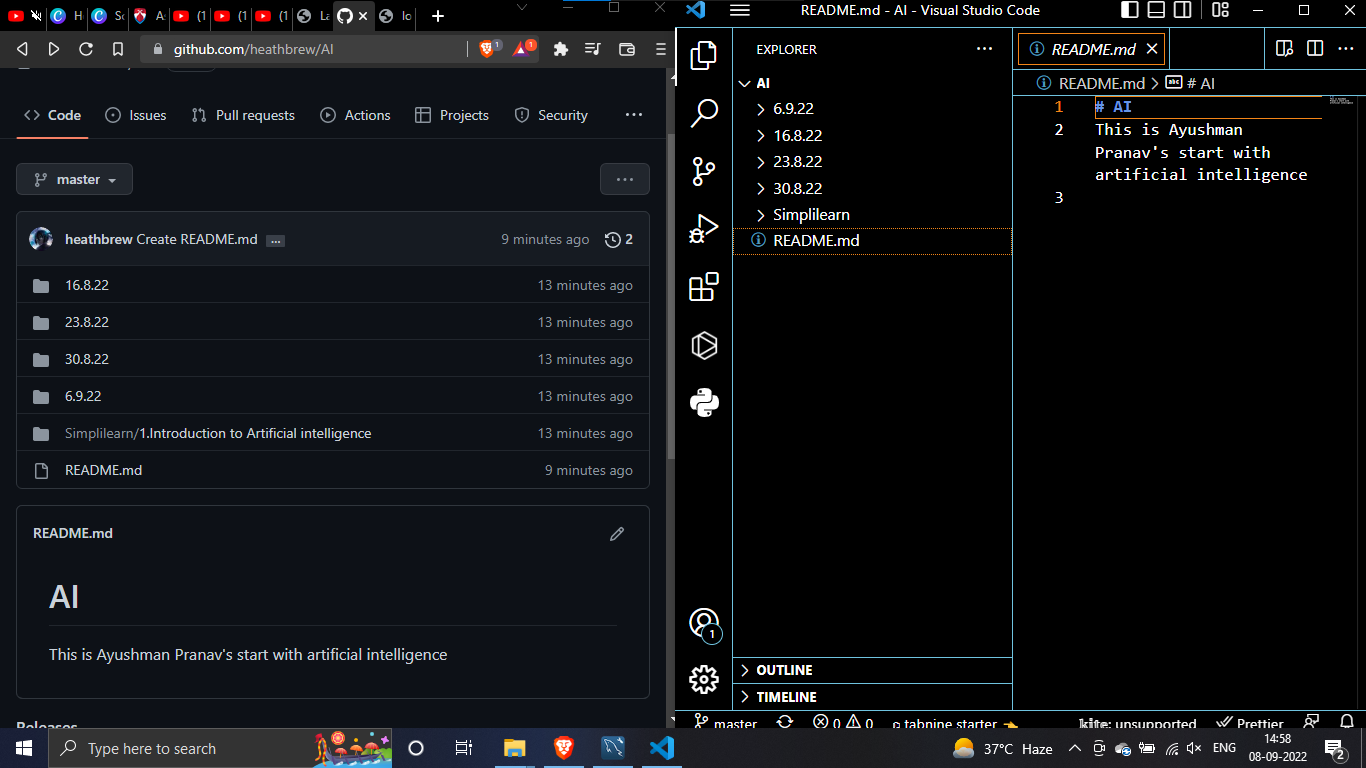 H
Sc
As
(1
(1
(1
La
lo
github.com/heathbrew/AI
1
1
Code
Issues
Pull requests
Actions
Projects
Security
master
heathbrew Create README.md ...
9 minutes ago
2
16.8.22
13 minutes ago
23.8.22
13 minutes ago
30.8.22
13 minutes ago
6.9.22
13 minutes ago
Simplilearn/1.Introduction to Artificial intelligence
13 minutes ago
README.md
9 minutes ago
README.md
AI
This is Ayushman Pranav's start with artificial intelligence
Releases
README.md - AI - Visual Studio Code
EXPLORER
AI
6.9.22
16.8.22
23.8.22
30.8.22
Simplilearn
README.md
OUTLINE
TIMELINE
1
README.md
README.md > # AI
1 # AI
2 This is Ayushman
Pranav's start with
artificial intelligence
3
master
0
0
tabnine starter
kite: unsupported
Prettier
Type here to search
37°C Haze
ENG
14:58
08-09-2022
2